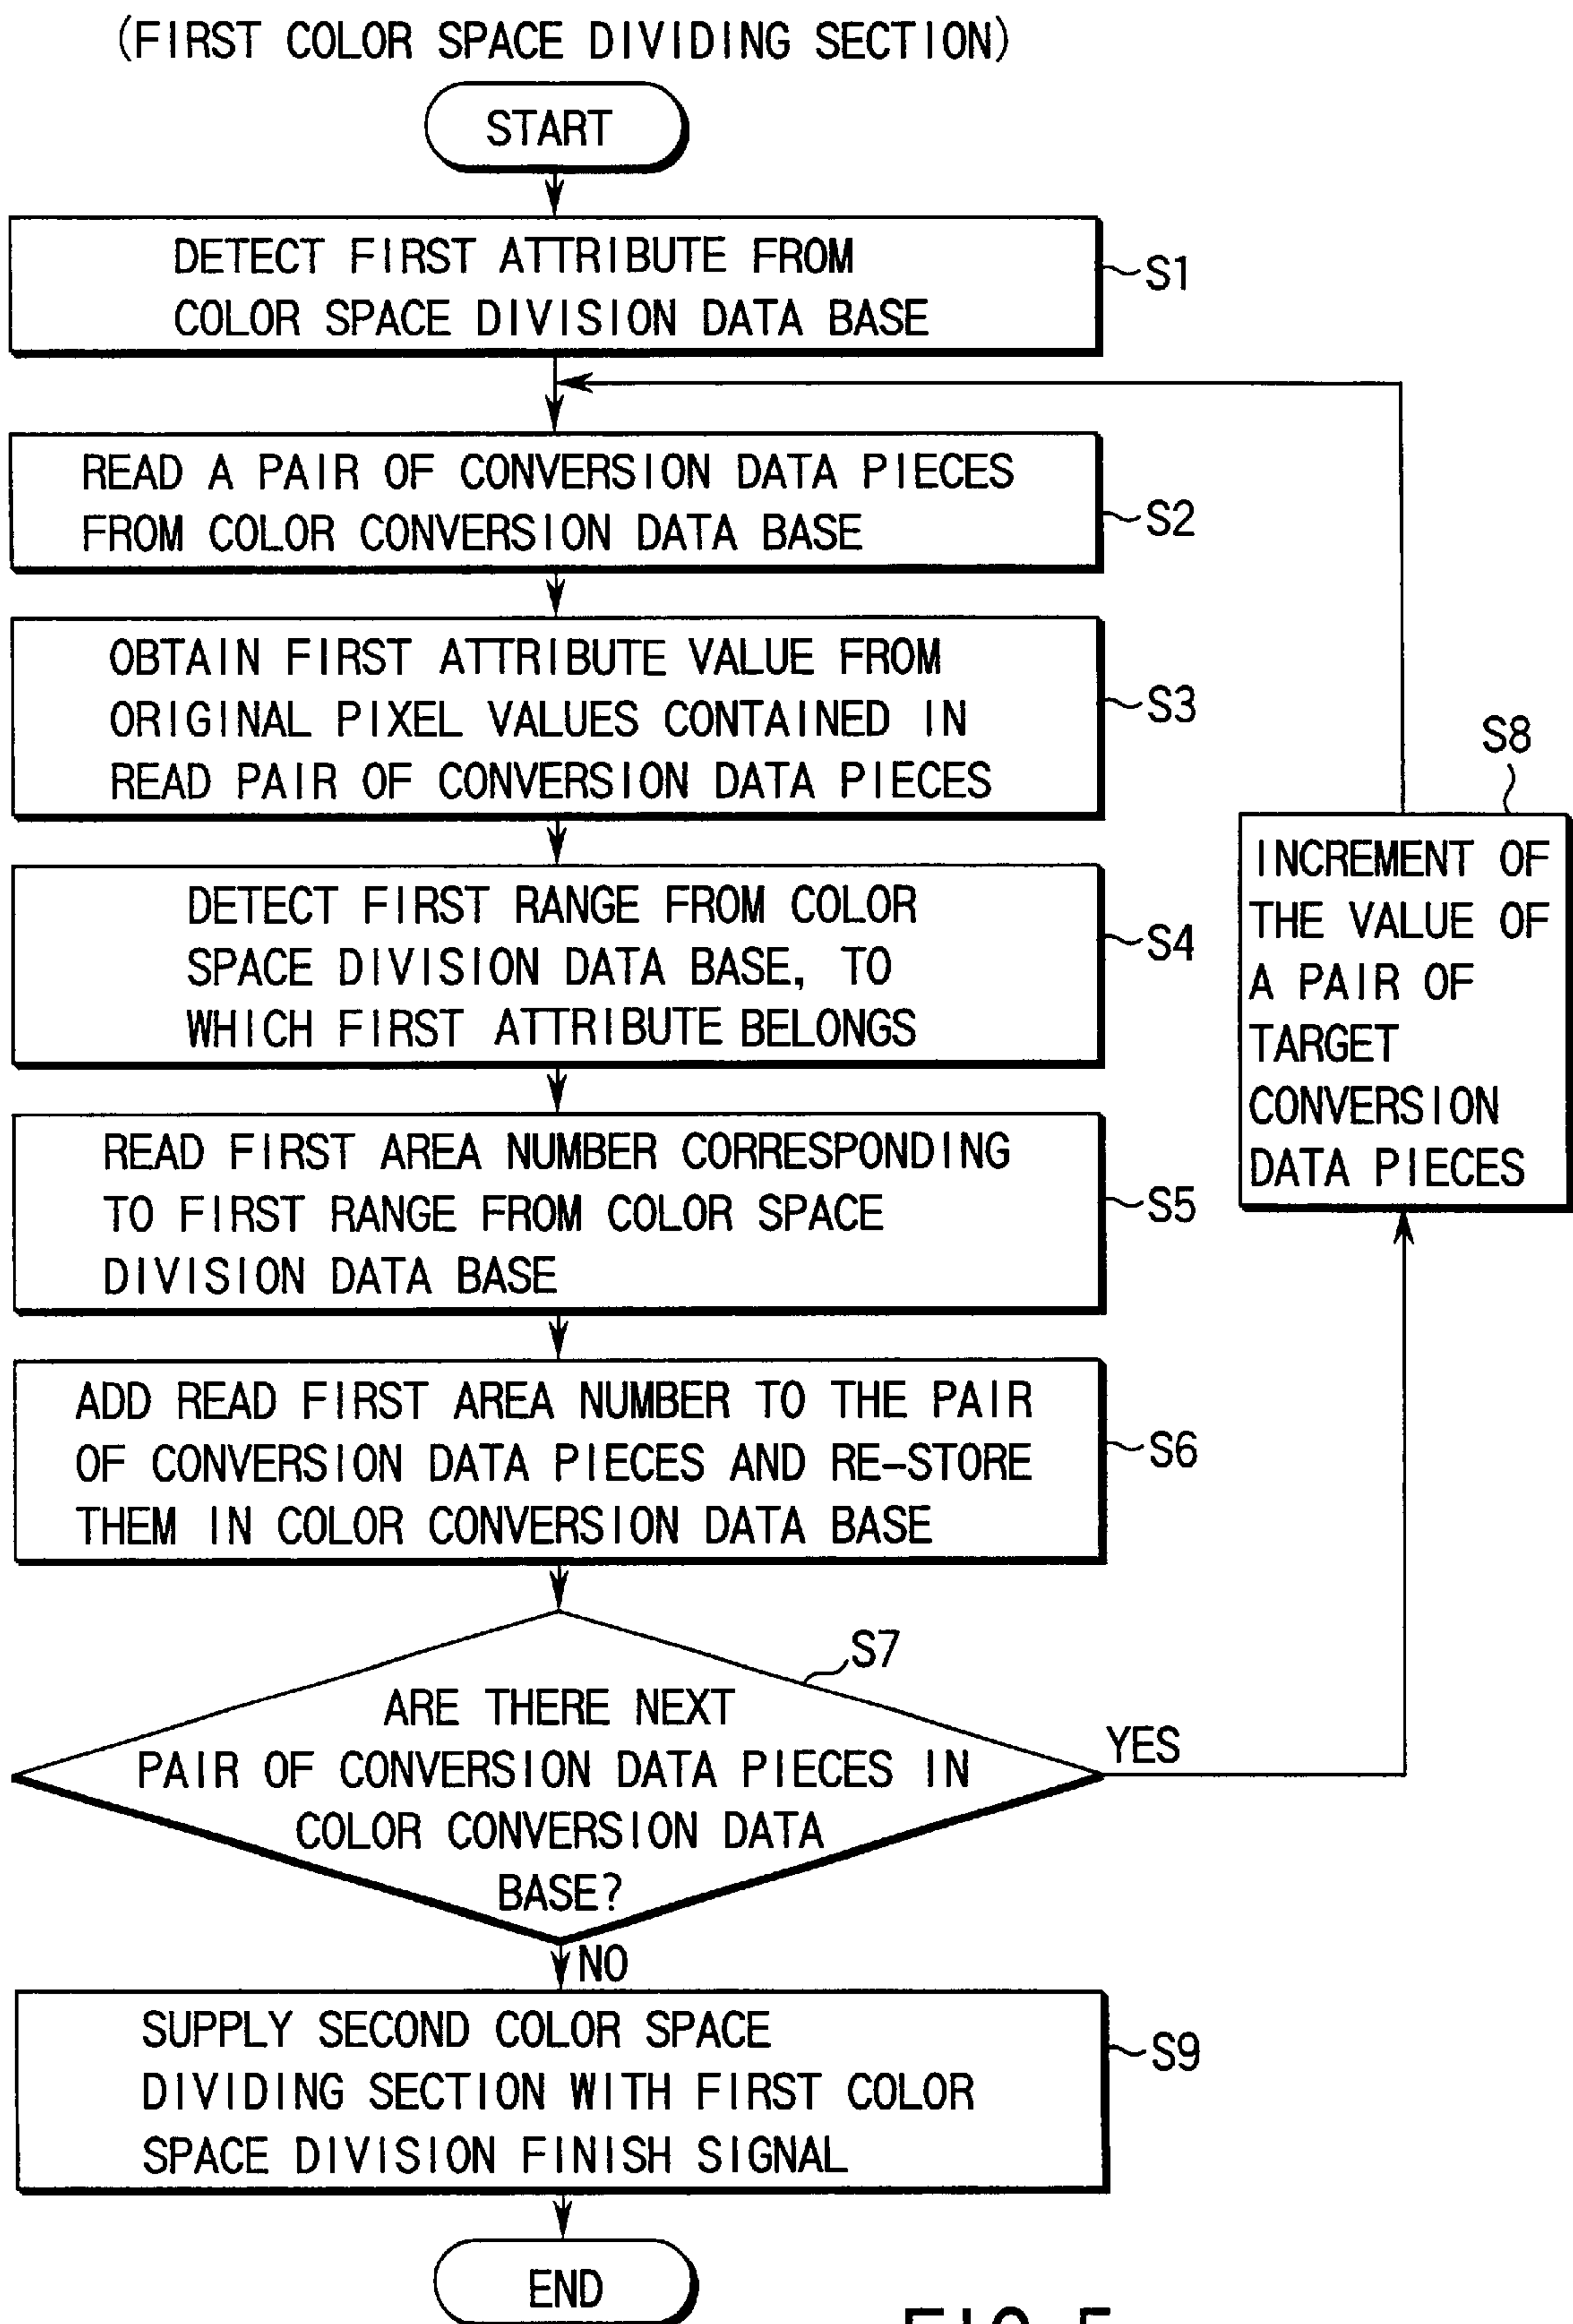 (FIRST COLOR SPACE DIVIDING SECTION)
START
DETECT FIRST ATTRIBUTE FROM
COLOR SPACE DIVISION DATA BASE
S1
READ A PAIR OF CONVERSION DATA PIECES
FROM COLOR CONVERSION DATA BASE
S2
OBTAIN FIRST ATTRIBUTE VALUE FROM
ORIGINAL PIXEL VALUES CONTAINED IN
READ PAIR OF CONVERSION DATA PIECES
S3
S8
INCREMENT OF
THE VALUE OF
A PAIR OF
TARGET
CONVERSION
DATA PIECES
DETECT FIRST RANGE FROM COLOR
SPACE DIVISION DATA BASE, TO
WHICH FIRST ATTRIBUTE BELONGS
S4
READ FIRST AREA NUMBER CORRESPONDING
TO FIRST RANGE FROM COLOR SPACE
DIVISION DATA BASE
S5
ADD READ FIRST AREA NUMBER TO THE PAIR
OF CONVERSION DATA PIECES AND RE-STORE
THEM IN COLOR CONVERSION DATA BASE
S6
S7
ARE THERE NEXT
PAIR OF CONVERSION DATA PIECES IN
COLOR CONVERSION DATA
BASE?
YES
NO
SUPPLY SECOND COLOR SPACE
DIVIDING SECTION WITH FIRST COLOR
SPACE DIVISION FINISH SIGNAL
S9
END